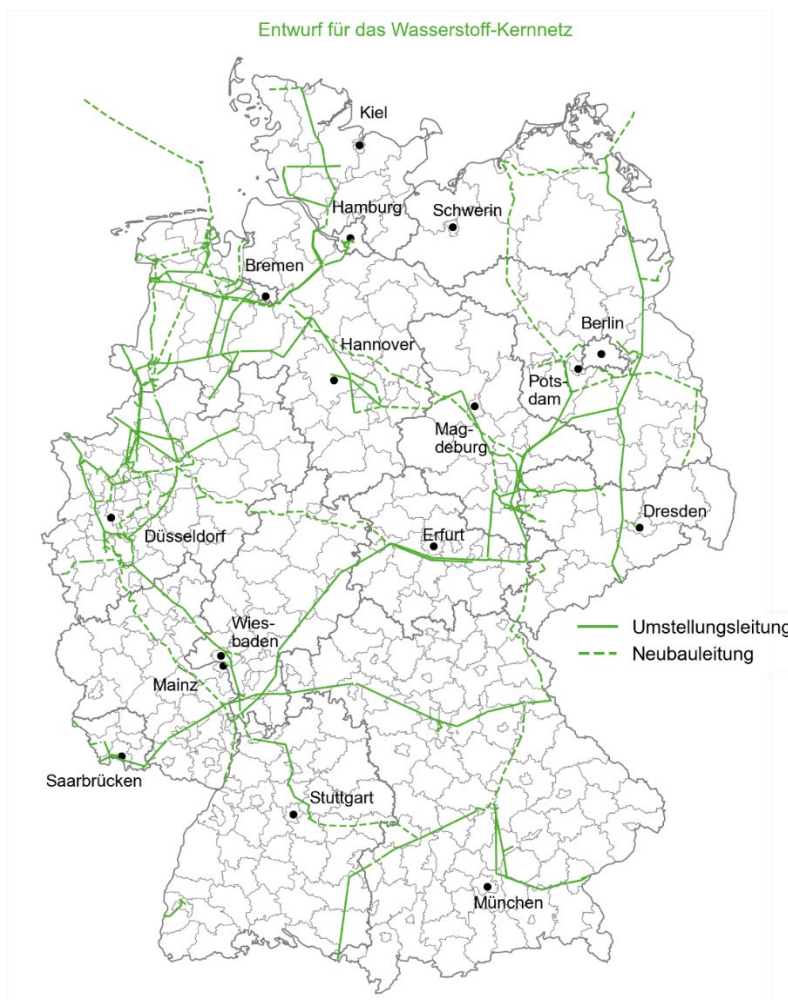 Entwurf für das Wasserstoff-Kernnetz
Kiel
Hamburg
Schwerin
Bremen
Berlin
Hannover
Pots-
dam
Mag-
deburg
Dresden
Düsseldorf
Erfurt
Wies-
baden
Umstellungsleitung
Neubauleitung
Mainz
Saarbrücken
Stuttgart
München